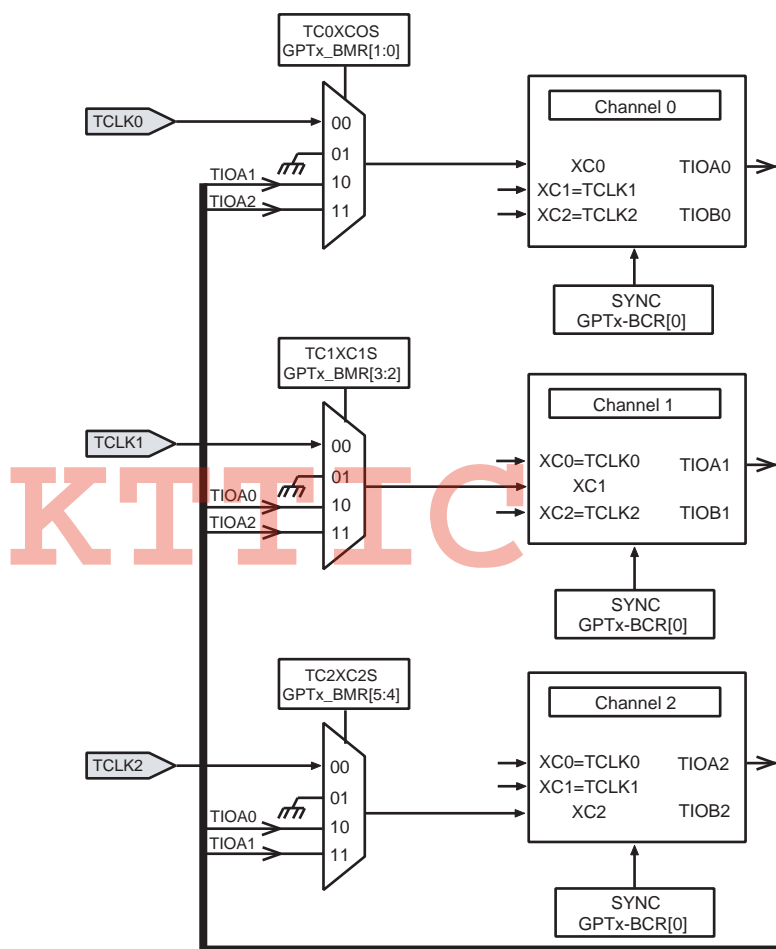 TC0XCOS
GPTx_BMR[1:0]
TCLK0
00
01
10
11
TIOA1
TIOA2
Channel 0
XC0
TIOA0
XC1=TCLK1
XC2=TCLK2
TIOB0
SYNC
GPTx-BCR[0]
TC1XC1S
GPTx_BMR[3:2]
TCLK1
00
01
10
11
TIOA0
TIOA2
Channel 1
XC0=TCLK0
TIOA1
XC1
XC2=TCLK2
TIOB1
SYNC
GPTx-BCR[0]
KTTIC
TC2XC2S
GPTx_BMR[5:4]
TCLK2
00
01
10
11
TIOA0
TIOA1
Channel 2
XC0=TCLK0
TIOA2
XC1=TCLK1
XC2
TIOB2
SYNC
GPTx-BCR[0]